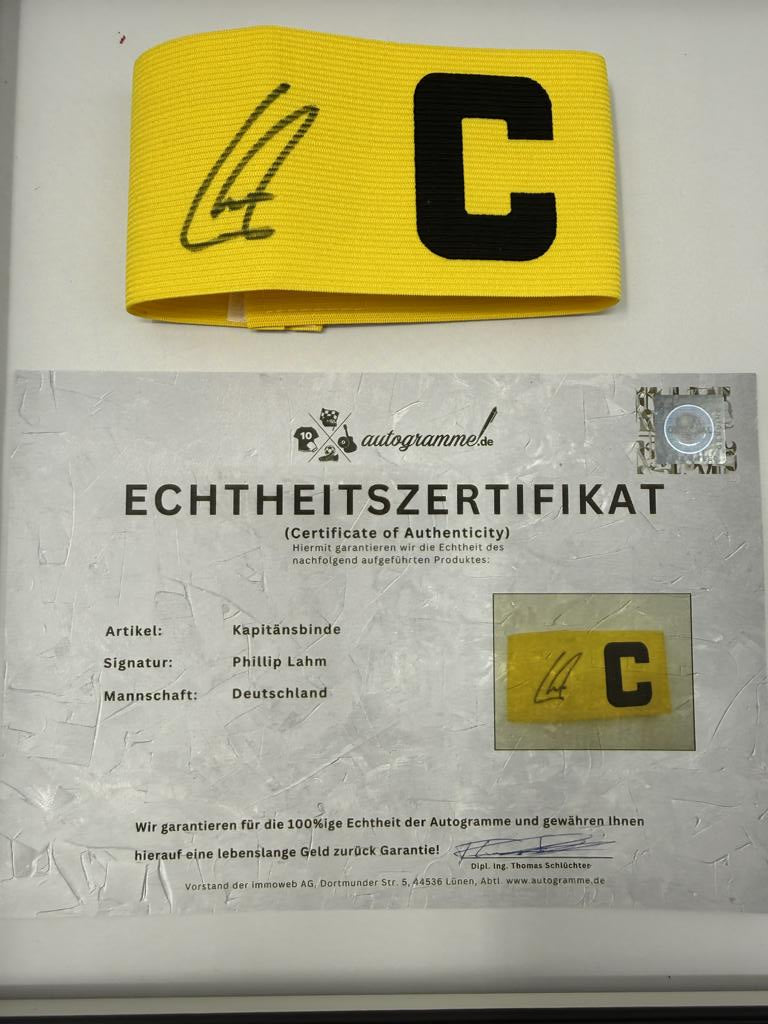 C
10
autogramme!de
ECHTHEITSZERTIFIKAT
(Certificate of Authenticity)
Hiermit garantieren wir die Echtheit des
nachfolgend aufgeführten Produktes:
Artikel: Kapitänsbinde
Signatur: Phillip Lahm
Mannschaft: Deutschland
C
Wir garantieren für die 100%ige Echtheit der Autogramme und gewähren Ihnen
hierauf eine lebenslange Geld zurück Garantie!
Dipl. Ing. Thomas Schlüchter
Vorstand der immoweb AG, Dortmunder Str. 5, 44536 Lünen, Abtl. www.autogramme.de